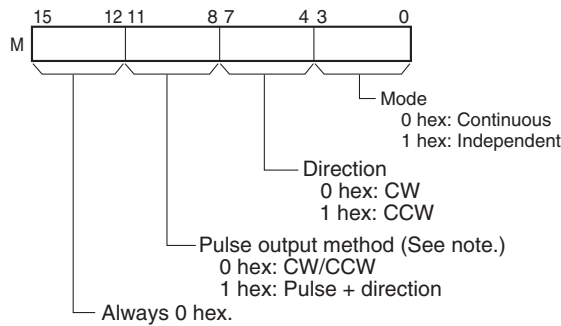 15 12 11 8 7 4 3 0
M
Mode
0 hex: Continuous
1 hex: Independent
Direction
0 hex: CW
1 hex: CCW
Pulse output method (See note.)
0 hex: CW/CCW
1 hex: Pulse + direction
Always 0 hex.